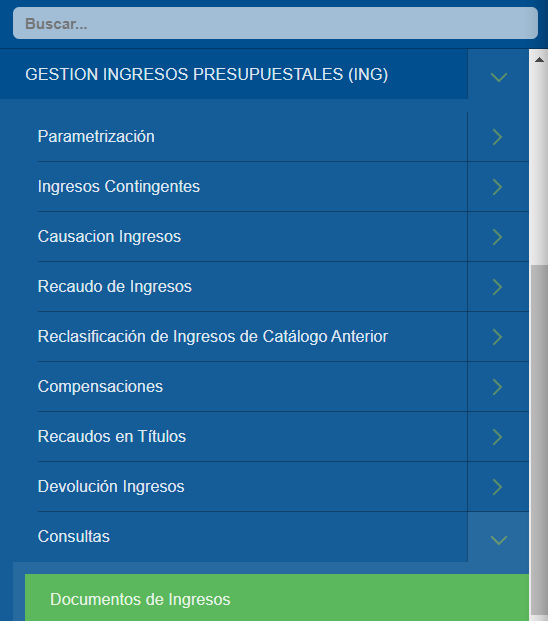 Buscar...
GESTION INGRESOS PRESUPUESTALES (ING)
Parametrización
Ingresos Contingentes
Causacion Ingresos
Recaudo de Ingresos
Reclasificación de Ingresos de Catálogo Anterior
Compensaciones
Recaudos en Títulos
Devolución Ingresos
Consultas
Documentos de Ingresos